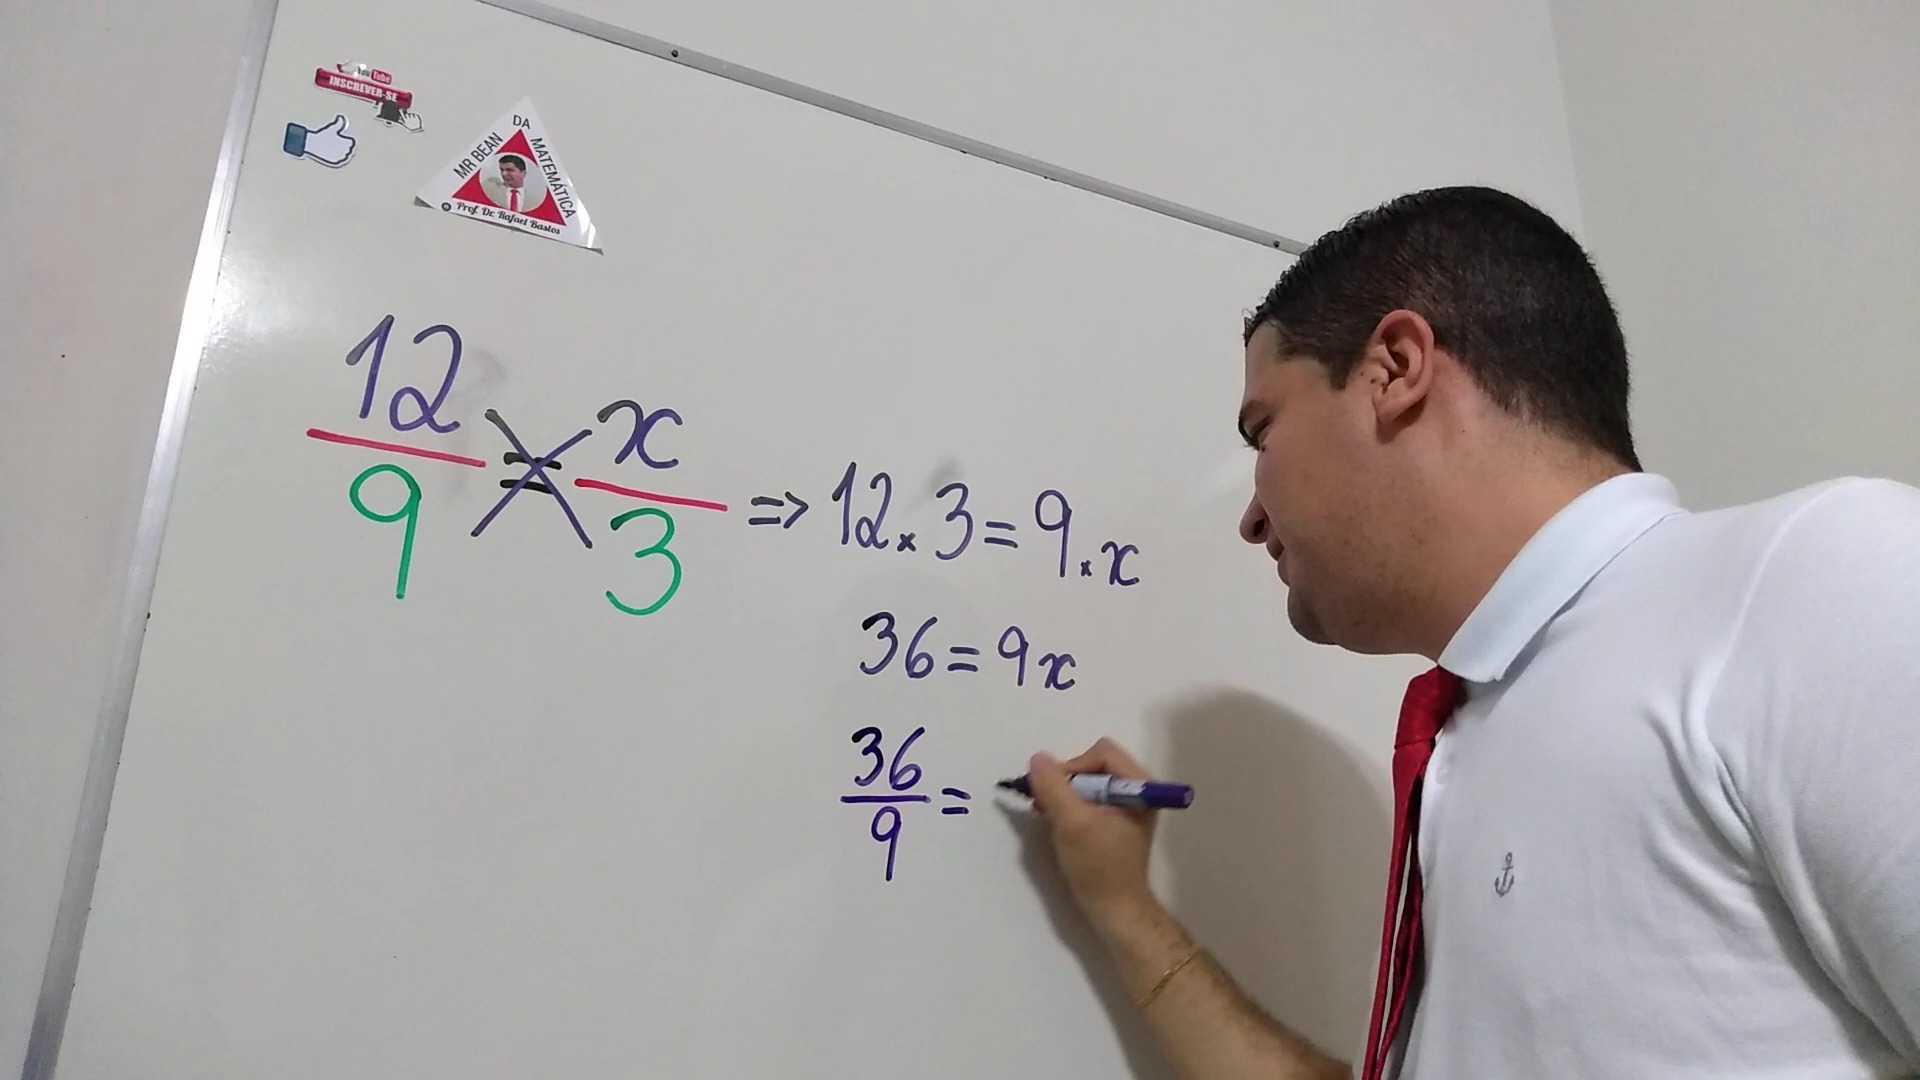 YouTube
INSCREVER-SE
MR BEAN DA MATEMÁTICA
Prof. Dr. Rafael Bastos
12/9 = x/3 => 12 × 3 = 9 . x
36 = 9x
36/9 =